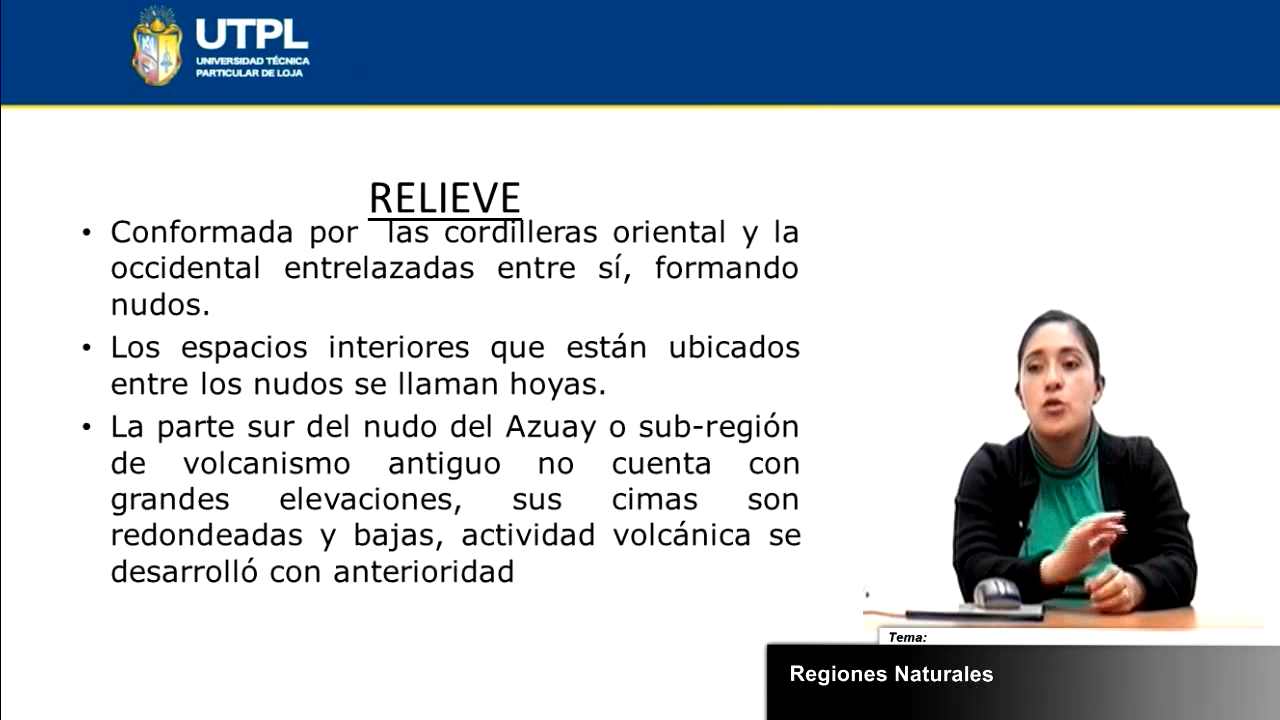 UTPL
UNIVERSIDAD TÉCNICA
PARTICULAR DE LOJA
RELIEVE
• Conformada por las cordilleras oriental y la
occidental entrelazadas entre sí, formando
nudos.
• Los espacios interiores que están ubicados
entre los nudos se llaman hoyas.
• La parte sur del nudo del Azuay o sub-región
de volcanismo antiguo no cuenta con
grandes elevaciones, sus cimas son
redondeadas y bajas, actividad volcánica se
desarrolló con anterioridad
Tema:
Regiones Naturales